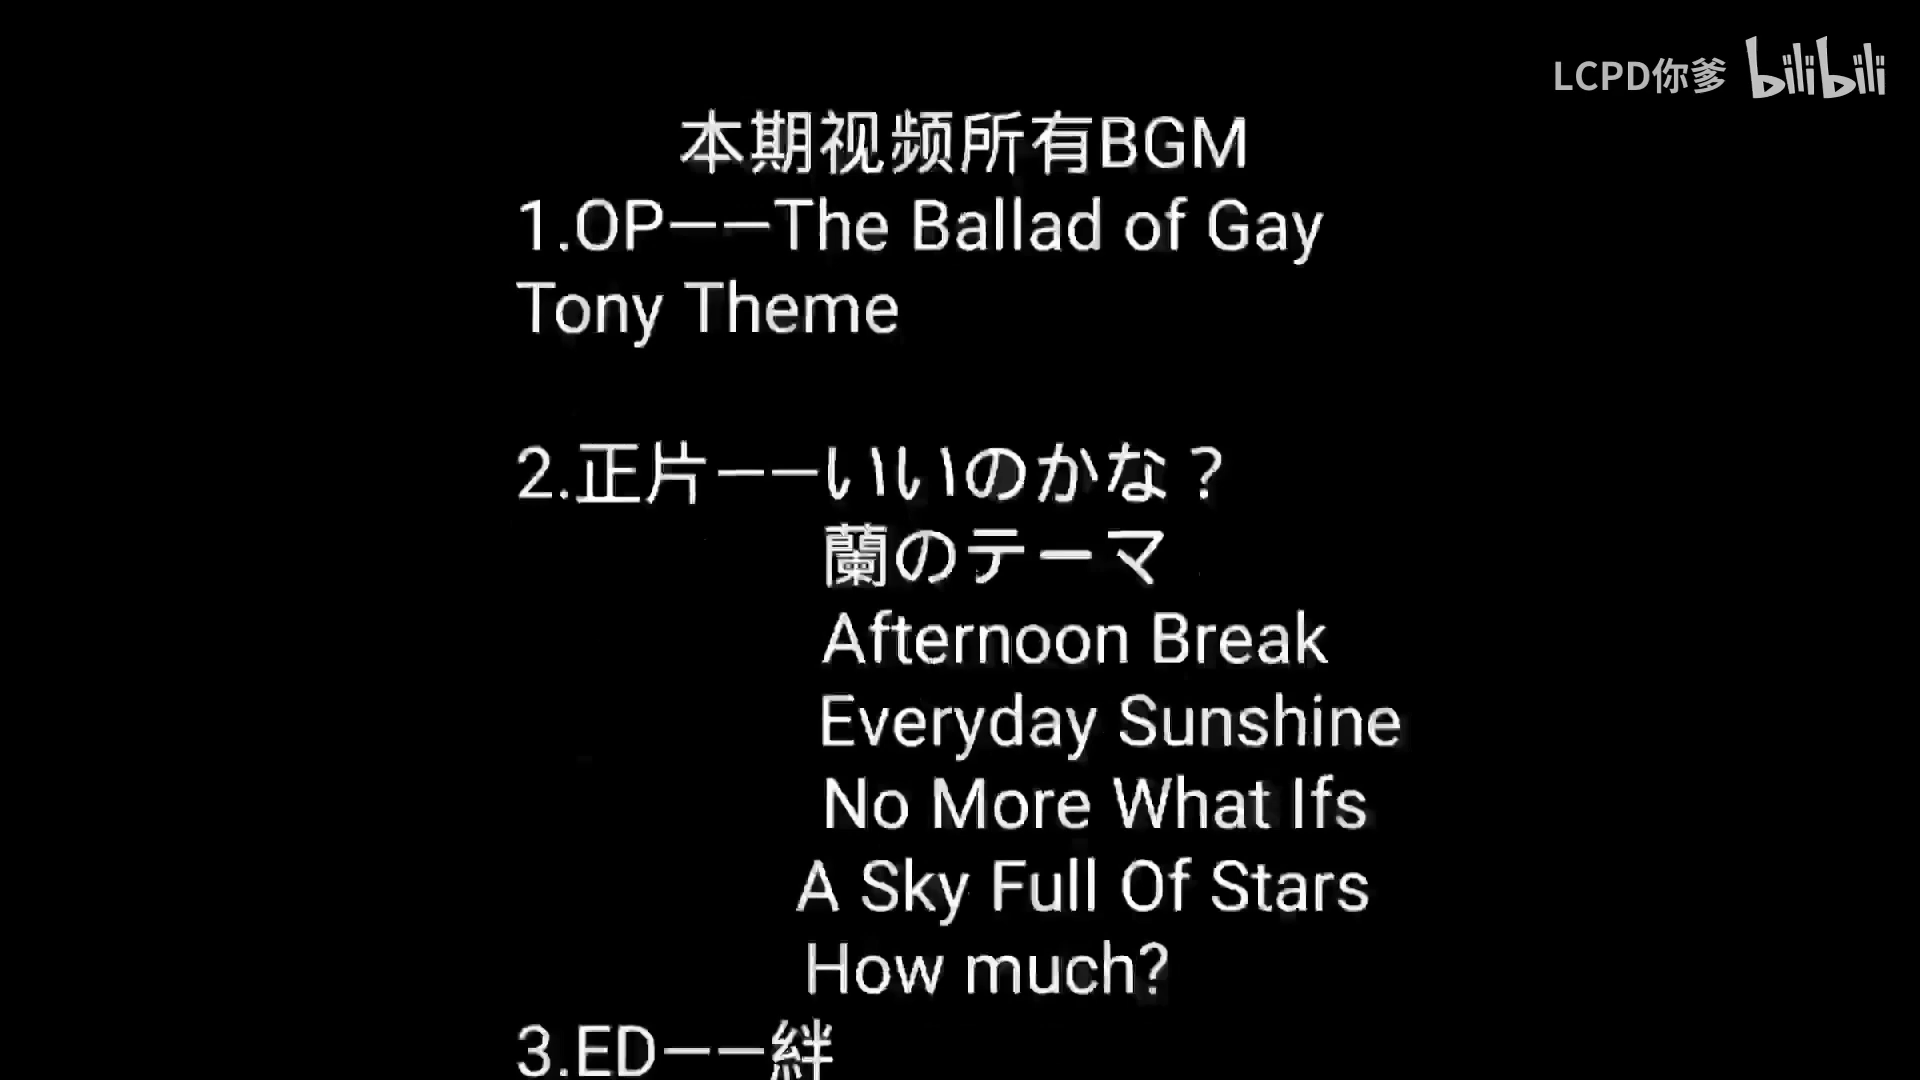 LCPD你爹 bilibili
本期视频所有BGM
1.OP——The Ballad of Gay
Tony Theme
2.正片——いいのかな？
蘭のテーマ
Afternoon Break
Everyday Sunshine
No More What Ifs
A Sky Full Of Stars
How much?
3.ED——絆